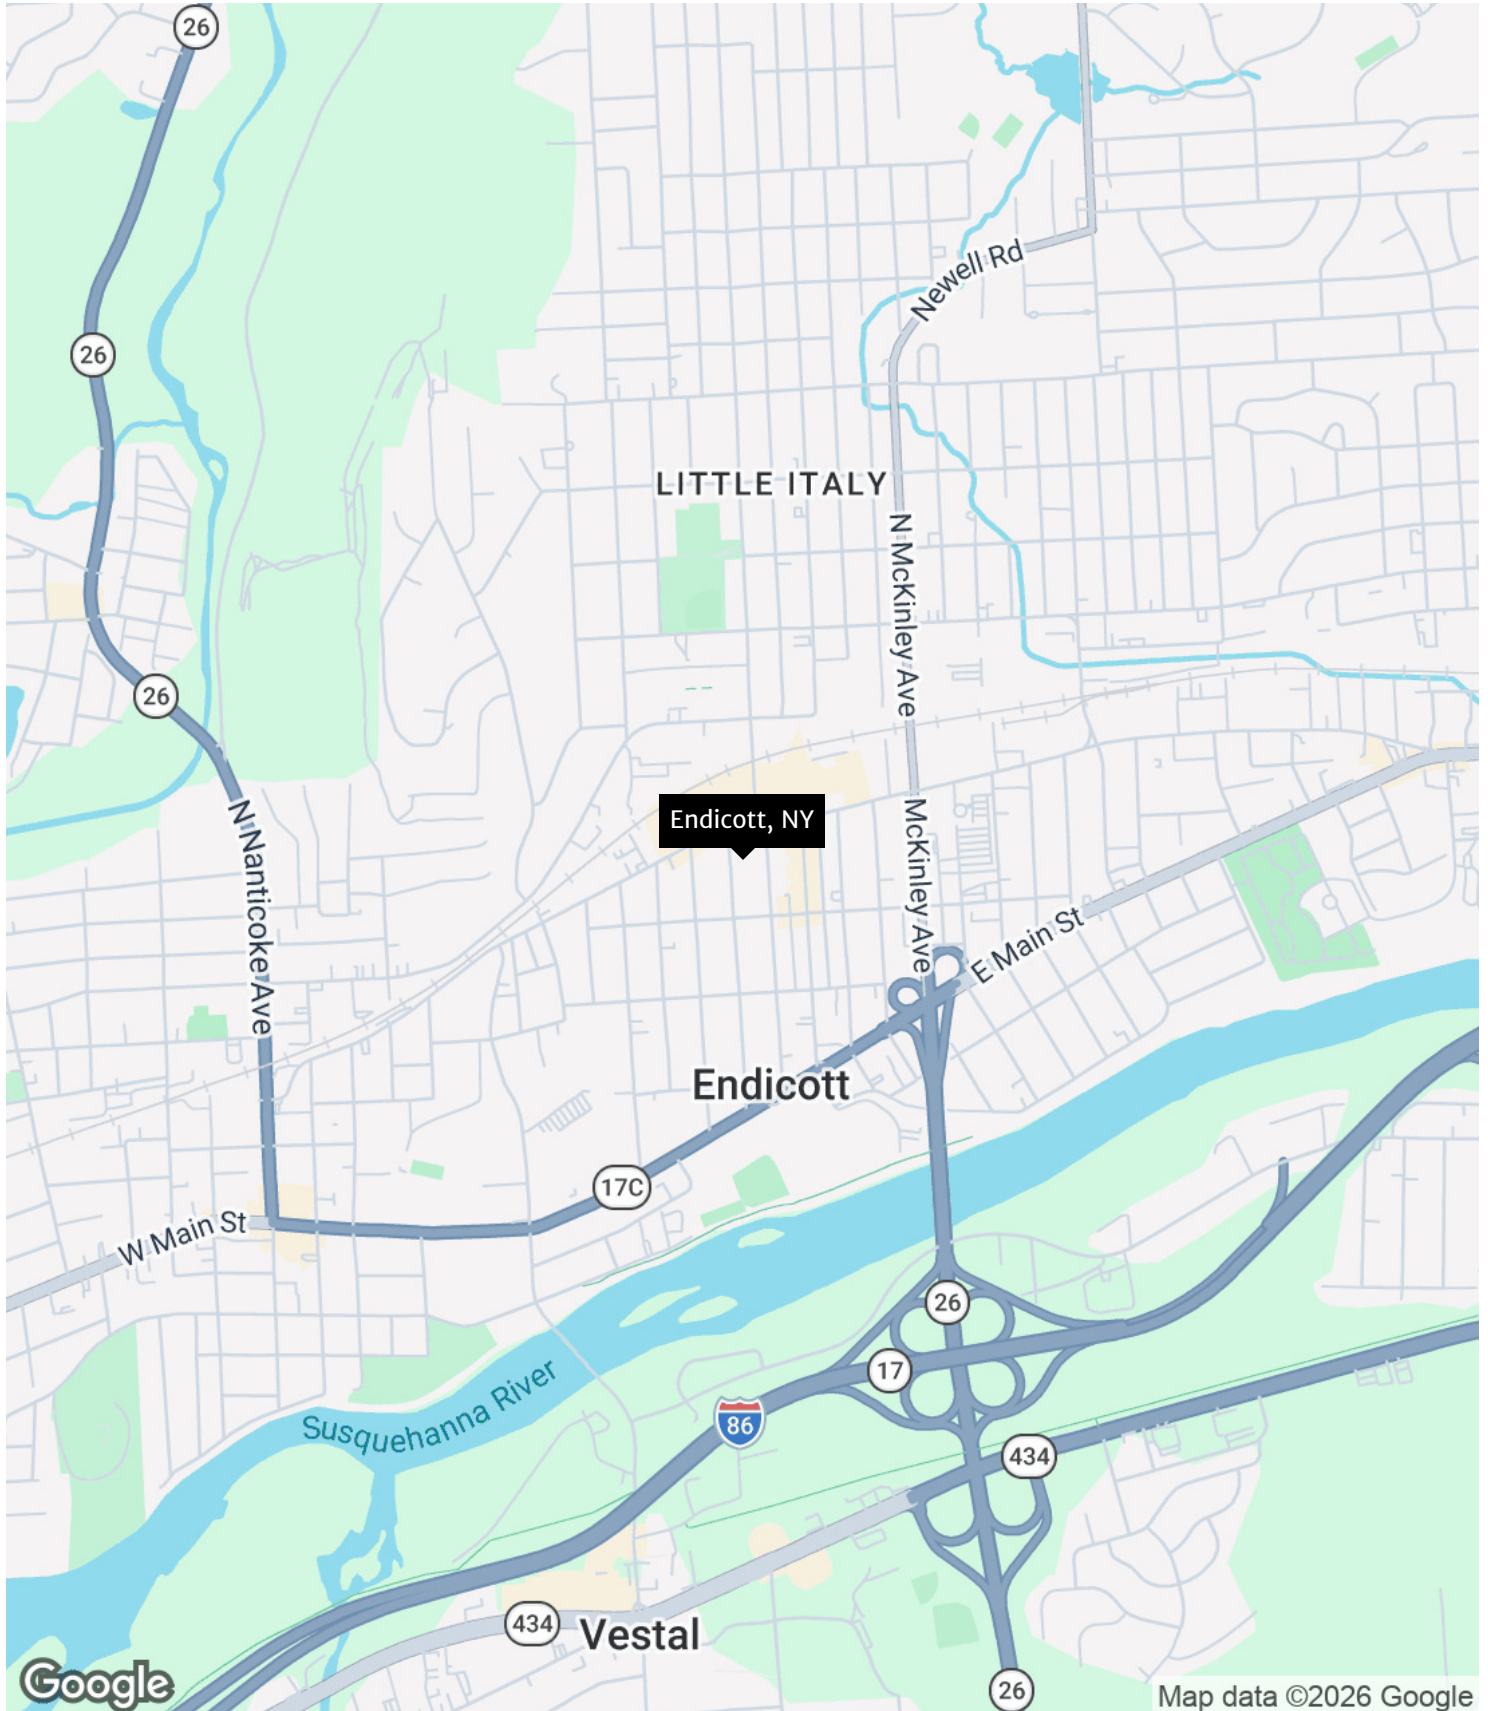 26
Newell Rd
26
LITTLE ITALY
N McKinley Ave
26
Endicott, NY
N Nanticoke Ave
McKinley Ave
E Main St
Endicott
17C
W Main St
26
17
86
Susquehanna River
434
434
Vestal
26
Google
Map data ©2026 Google